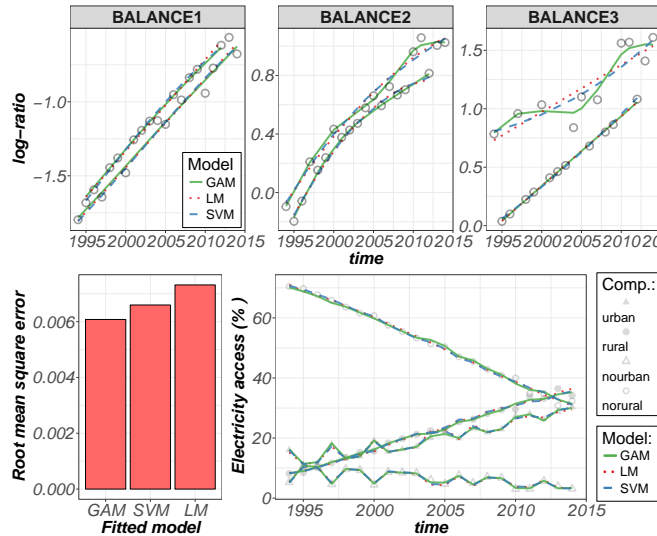 BALANCE1 BALANCE2 BALANCE3
log-ratio
−1.0
−1.5
0.8
0.4
0.0
1.5
1.0
0.5
0.0
Model
GAM
LM
SVM
1995 2000 2005 2010 2015
1995 2000 2005 2010 2015
1995 2000 2005 2010 2015
time
Root mean square error
0.006
0.004
0.002
0.000
GAM SVM LM
Fitted model
Electricity access (% )
60
40
20
0
1995 2000 2005 2010 2015
time
Comp.:
urban
rural
nourban
norural
Model:
GAM
LM
SVM